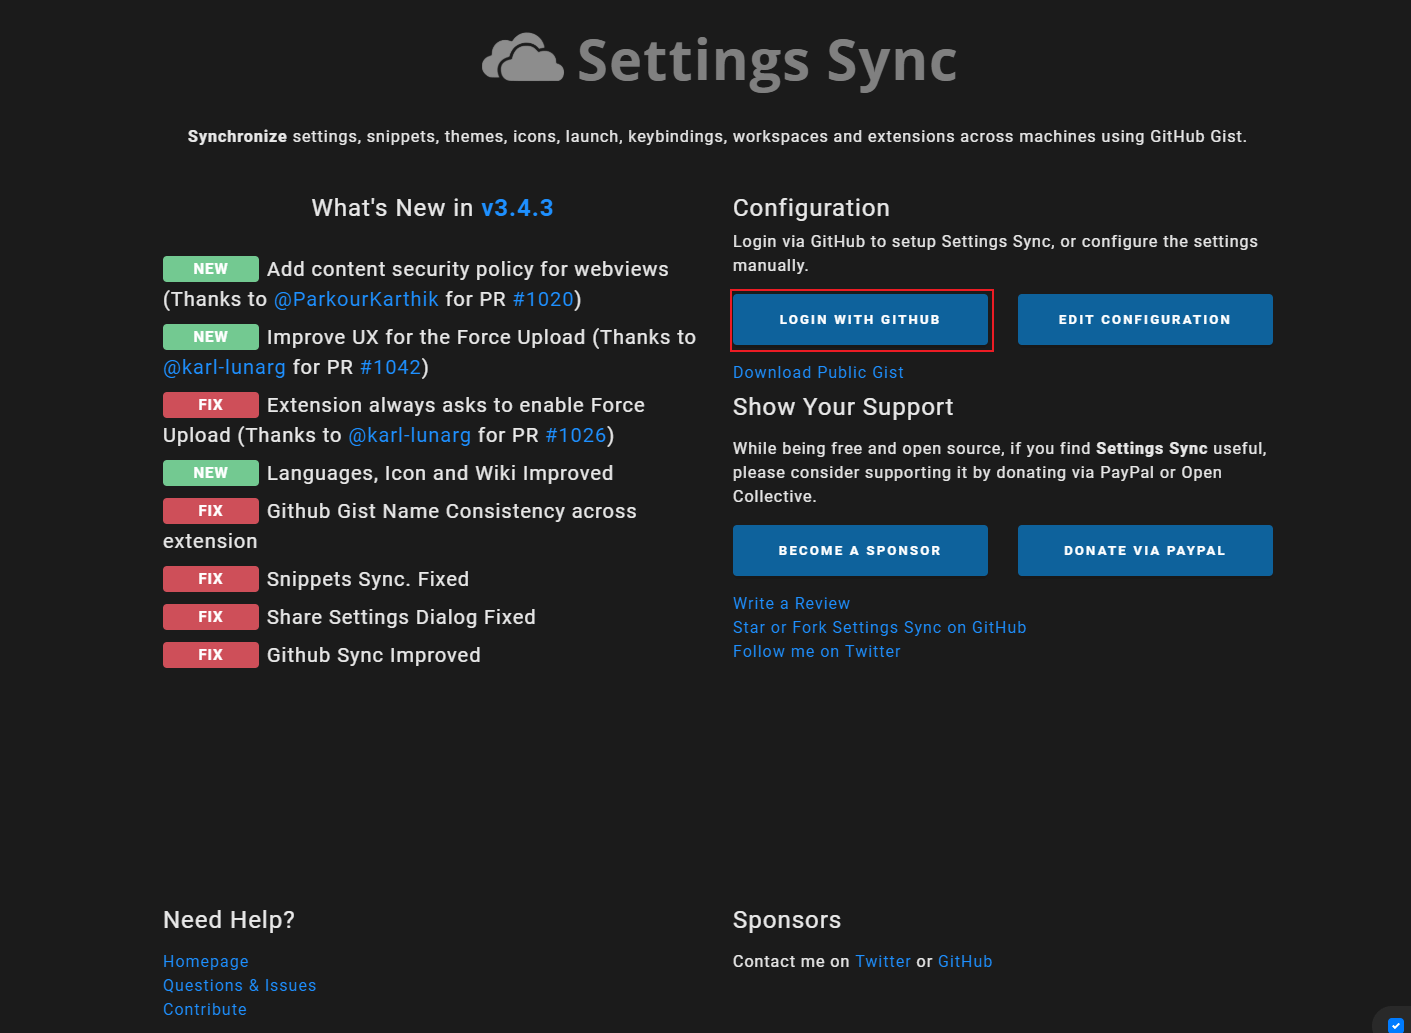 Settings Sync
Synchronize settings, snippets, themes, icons, launch, keybindings, workspaces and extensions across machines using GitHub Gist.
What's New in v3.4.3
NEW Add content security policy for webviews
(Thanks to @ParkourKarthik for PR #1020)
NEW Improve UX for the Force Upload (Thanks to
@karl-lunarg for PR #1042)
FIX Extension always asks to enable Force
Upload (Thanks to @karl-lunarg for PR #1026)
NEW Languages, Icon and Wiki Improved
FIX Github Gist Name Consistency across
extension
FIX Snippets Sync. Fixed
FIX Share Settings Dialog Fixed
FIX Github Sync Improved
Configuration
Login via GitHub to setup Settings Sync, or configure the settings
manually.
LOGIN WITH GITHUB
EDIT CONFIGURATION
Download Public Gist
Show Your Support
While being free and open source, if you find Settings Sync useful,
please consider supporting it by donating via PayPal or Open
Collective.
BECOME A SPONSOR
DONATE VIA PAYPAL
Write a Review
Star or Fork Settings Sync on GitHub
Follow me on Twitter
Need Help?
Homepage
Questions & Issues
Contribute
Sponsors
Contact me on Twitter or GitHub